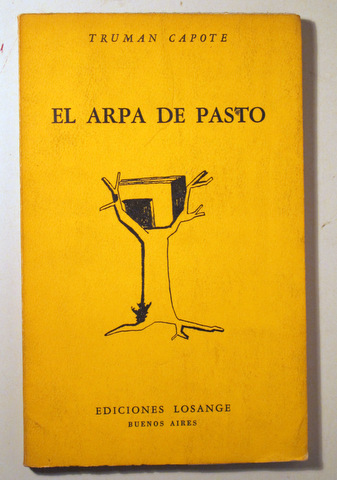 TRUMAN CAPOTE
EL ARPA DE PASTO
EDICIONES LOSANGE
BUENOS AIRES